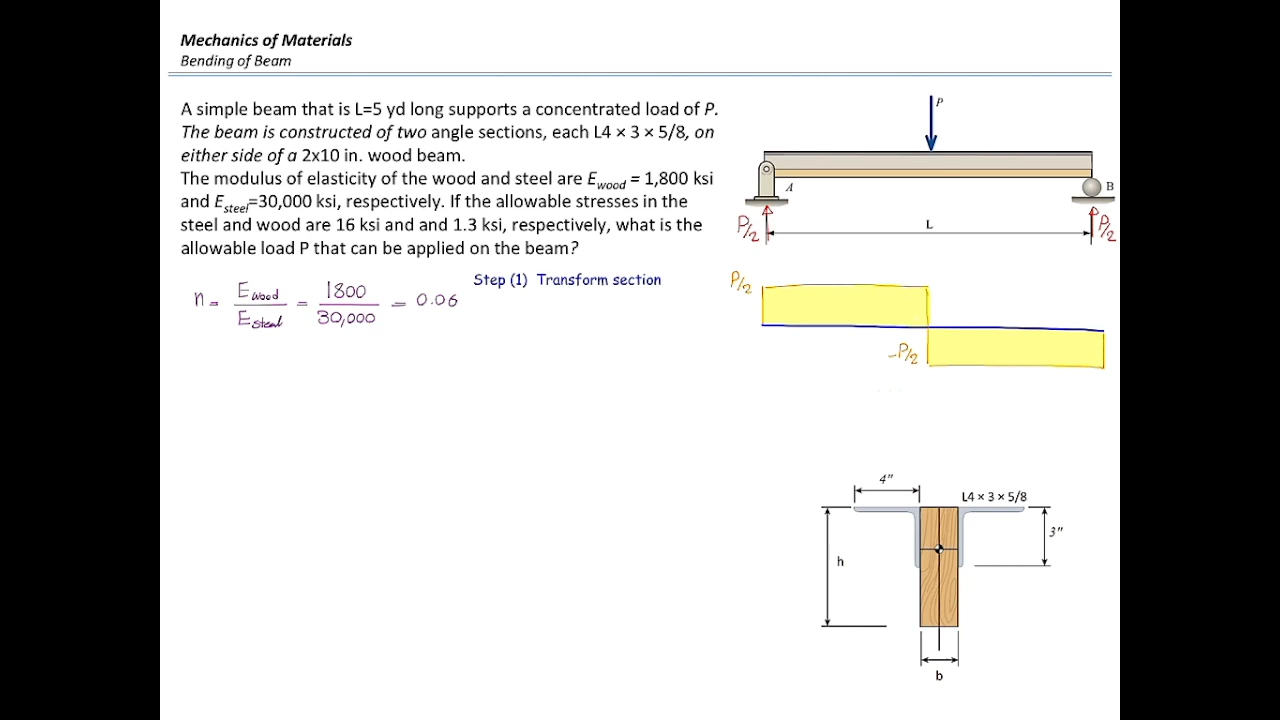 Mechanics of Materials
Bending of Beam
A simple beam that is L=5 yd long supports a concentrated load of P.
The beam is constructed of two angle sections, each L4 × 3 × 5/8, on
either side of a 2x10 in. wood beam.
The modulus of elasticity of the wood and steel are Ewood = 1,800 ksi
and Esteel=30,000 ksi, respectively. If the allowable stresses in the
steel and wood are 16 ksi and and 1.3 ksi, respectively, what is the
allowable load P that can be applied on the beam?
Step (1) Transform section
n = Ewood / Esteel = 1800 / 30,000 = 0.06
P
A
B
P/2
L
P/2
P/2
-P/2
4"
L4 × 3 × 5/8
3"
h
b